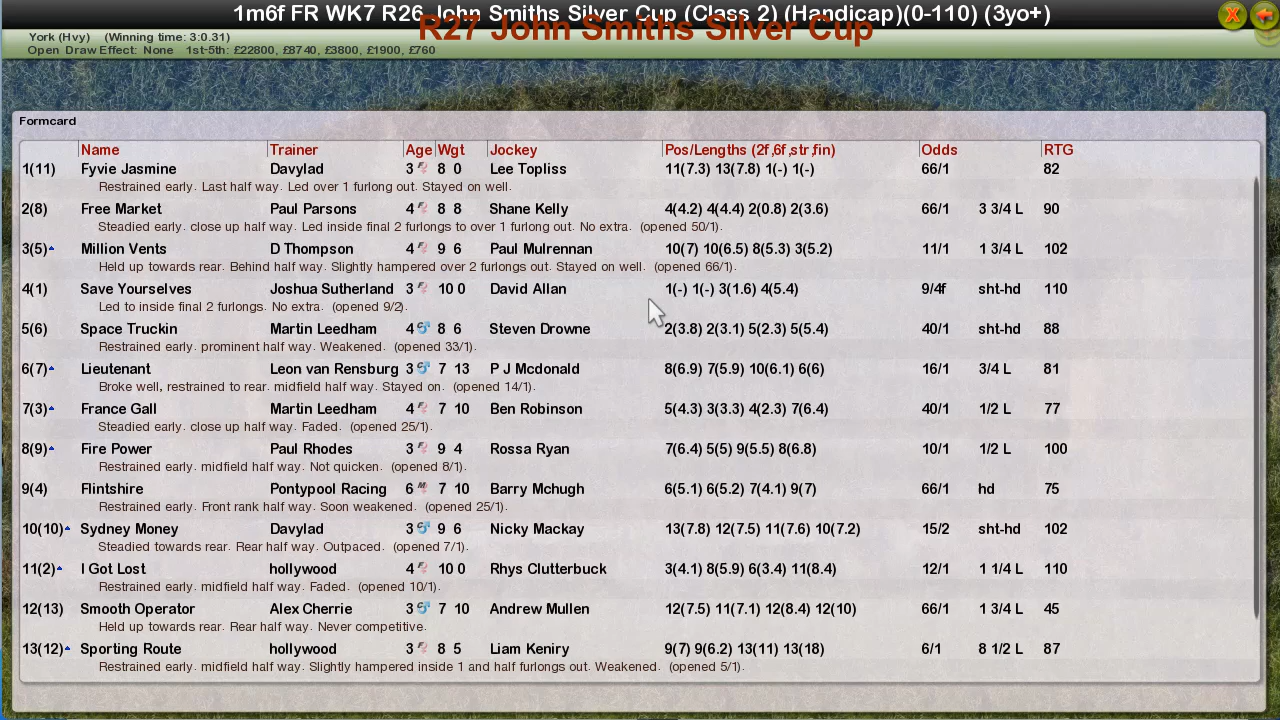 1m6f FR WK7 R26 John Smiths Silver Cup (Class 2) (Handicap)(0-110) (3yo+)
R27 John Smiths Silver Cup
York (Hvy) (Winning time: 3:0.31)
Open Draw Effect: None 1st-5th: £22800, £8740, £3800, £1900, £760
Formcard
Name Trainer Age Wgt Jockey Pos/Lengths (2f,6f,str,fin) Odds RTG
1(11) Fyvie Jasmine Davylad 3 F 8 0 Lee Topliss 11(7.3) 13(7.8) 1(-) 1(-) 66/1 82
Restrained early. Last half way. Led over 1 furlong out. Stayed on well.
2(8) Free Market Paul Parsons 4 F 8 8 Shane Kelly 4(4.2) 4(4.4) 2(0.8) 2(3.6) 66/1 3 3/4 L 90
Steadied early. close up half way. Led inside final 2 furlongs to over 1 furlong out. No extra. (opened 50/1).
3(5) Million Vents D Thompson 4 F 9 6 Paul Mulrennan 10(7) 10(6.5) 8(5.3) 3(5.2) 11/1 1 3/4 L 102
Held up towards rear. Behind half way. Slightly hampered over 2 furlongs out. Stayed on well. (opened 66/1).
4(1) Save Yourselves Joshua Sutherland 3 F 10 0 David Allan 1(-) 1(-) 3(1.6) 4(5.4) 9/4f sht-hd 110
Led to inside final 2 furlongs. No extra. (opened 9/2).
5(6) Space Truckin Martin Leedham 4 8 6 Steven Drowne 2(3.8) 2(3.1) 5(2.3) 5(5.4) 40/1 sht-hd 88
Restrained early. prominent half way. Weakened. (opened 33/1).
6(7) Lieutenant Leon van Rensburg 3 7 13 P J Mcdonald 8(6.9) 7(5.9) 10(6.1) 6(6) 16/1 3/4 L 81
Broke well, restrained to rear. midfield half way. Stayed on. (opened 14/1).
7(3) France Gall Martin Leedham 4 F 7 10 Ben Robinson 5(4.3) 3(3.3) 4(2.3) 7(6.4) 40/1 1/2 L 77
Steadied early. close up half way. Faded. (opened 25/1).
8(9) Fire Power Paul Rhodes 3 F 9 4 Rossa Ryan 7(6.4) 5(5) 9(5.5) 8(6.8) 10/1 1/2 L 100
Restrained early. midfield half way. Not quicken. (opened 8/1).
9(4) Flintshire Pontypool Racing 6 M 7 10 Barry Mchugh 6(5.1) 6(5.2) 7(4.1) 9(7) 66/1 hd 75
Restrained early. Front rank half way. Soon weakened. (opened 25/1).
10(10) Sydney Money Davylad 3 9 6 Nicky Mackay 13(7.8) 12(7.5) 11(7.6) 10(7.2) 15/2 sht-hd 102
Steadied towards rear. Rear half way. Outpaced. (opened 7/1).
11(2) I Got Lost hollywood 4 F 10 0 Rhys Clutterbuck 3(4.1) 8(5.9) 6(3.4) 11(8.4) 12/1 1 1/4 L 110
Restrained early. midfield half way. Faded. (opened 10/1).
12(13) Smooth Operator Alex Cherrie 3 7 10 Andrew Mullen 12(7.5) 11(7.1) 12(8.4) 12(10) 66/1 1 3/4 L 45
Held up towards rear. Rear half way. Never competitive.
13(12) Sporting Route hollywood 3 F 8 5 Liam Keniry 9(7) 9(6.2) 13(11) 13(18) 6/1 8 1/2 L 87
Restrained early. midfield half way. Slightly hampered inside 1 and half furlongs out. Weakened. (opened 5/1).